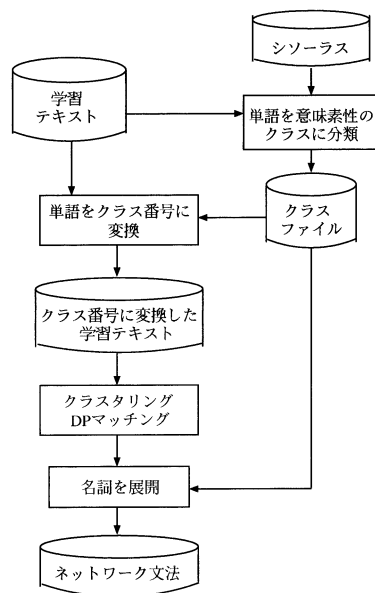 シソーラス
学習
テキスト
単語を意味素性の
クラスに分類
単語をクラス番号に
変換
クラス
ファイル
クラス番号に変換した
学習テキスト
クラスタリング
DPマッチング
名詞を展開
ネットワーク文法